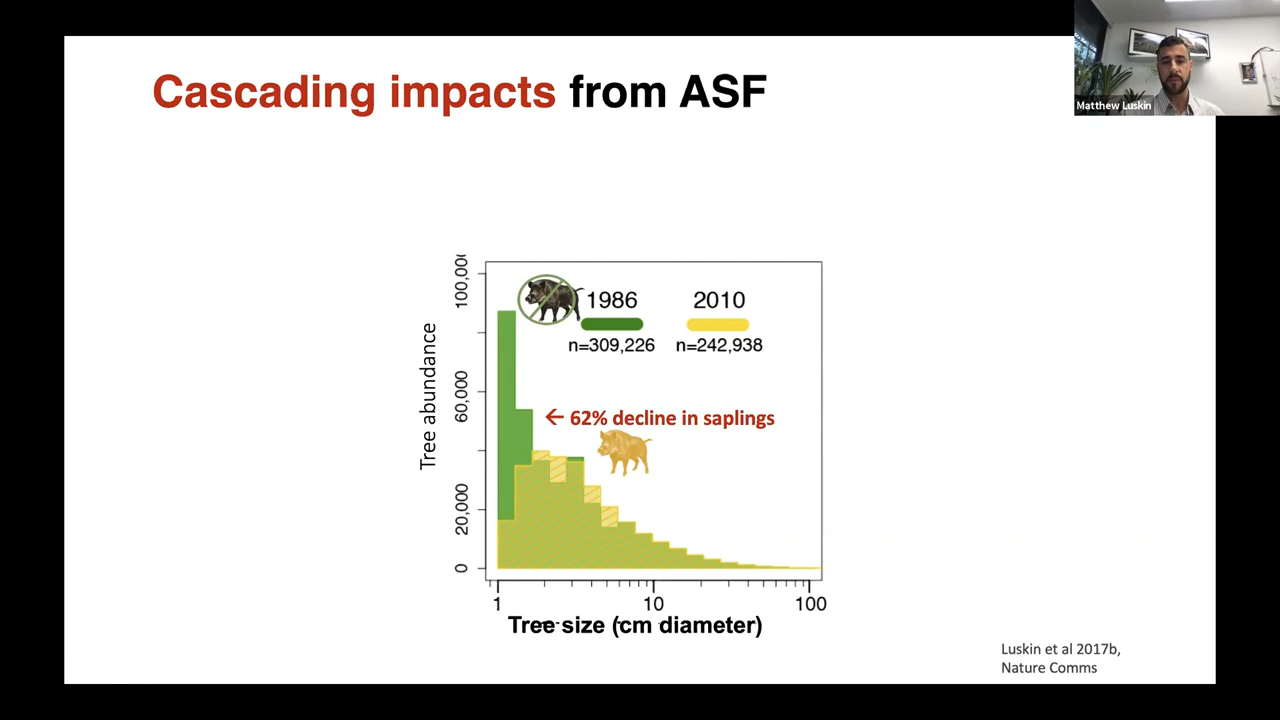 Cascading impacts from ASF
Matthew Luskin
1986 2010
n=309,226 n=242,938
← 62% decline in saplings
Tree abundance
100,00
60,000
20,000
0
1 10 100
Tree size (cm diameter)
Luskin et al 2017b,
Nature Comms